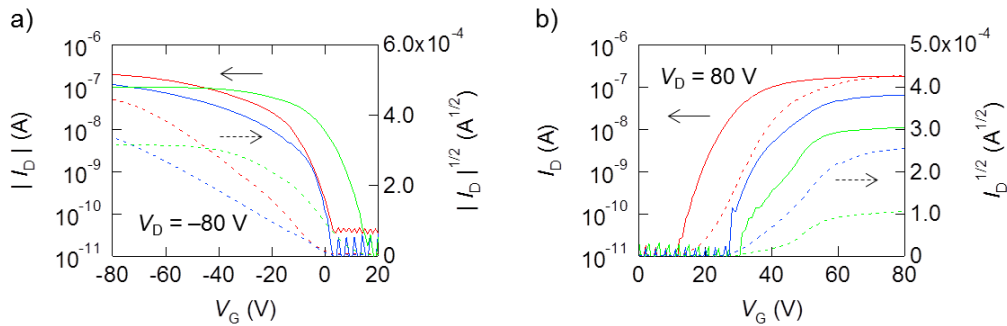 a)
| I_D | (A)
10^-6
10^-7
10^-8
10^-9
10^-10
10^-11
V_D = –80 V
6.0x10^-4
4.0
2.0
0
| I_D |^1/2 (A^1/2)
-80 -60 -40 -20 0 20
V_G (V)
b)
I_D (A)
10^-6
10^-7
10^-8
10^-9
10^-10
10^-11
V_D = 80 V
5.0x10^-4
4.0
3.0
2.0
1.0
0
I_D^1/2 (A^1/2)
0 20 40 60 80
V_G (V)